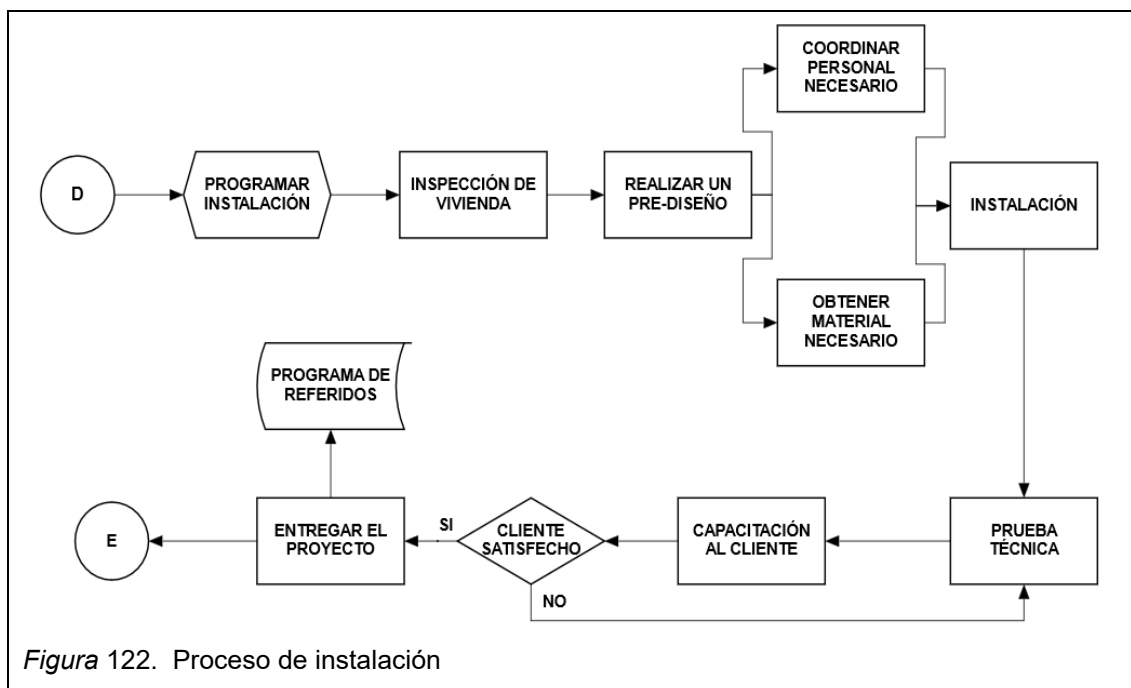 COORDINAR
PERSONAL
NECESARIO
D
PROGRAMAR
INSTALACIÓN
INSPECCIÓN DE
VIVIENDA
REALIZAR UN
PRE-DISEÑO
INSTALACIÓN
OBTENER
MATERIAL
NECESARIO
PROGRAMA DE
REFERIDOS
E
ENTREGAR EL
PROYECTO
SI
CLIENTE
SATISFECHO
NO
CAPACITACIÓN
AL CLIENTE
PRUEBA
TÉCNICA
Figura 122. Proceso de instalación